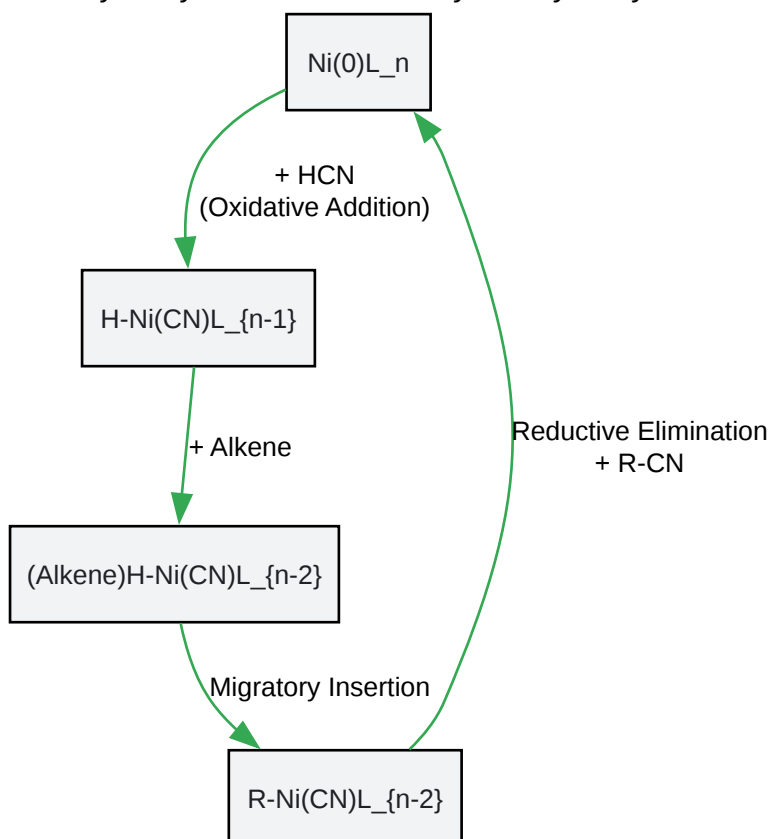 Ni(0)L_n
+ HCN
(Oxidative Addition)
H-Ni(CN)L_{n-1}
+ Alkene
Reductive Elimination
+ R-CN
(Alkene)H-Ni(CN)L_{n-2}
Migratory Insertion
R-Ni(CN)L_{n-2}